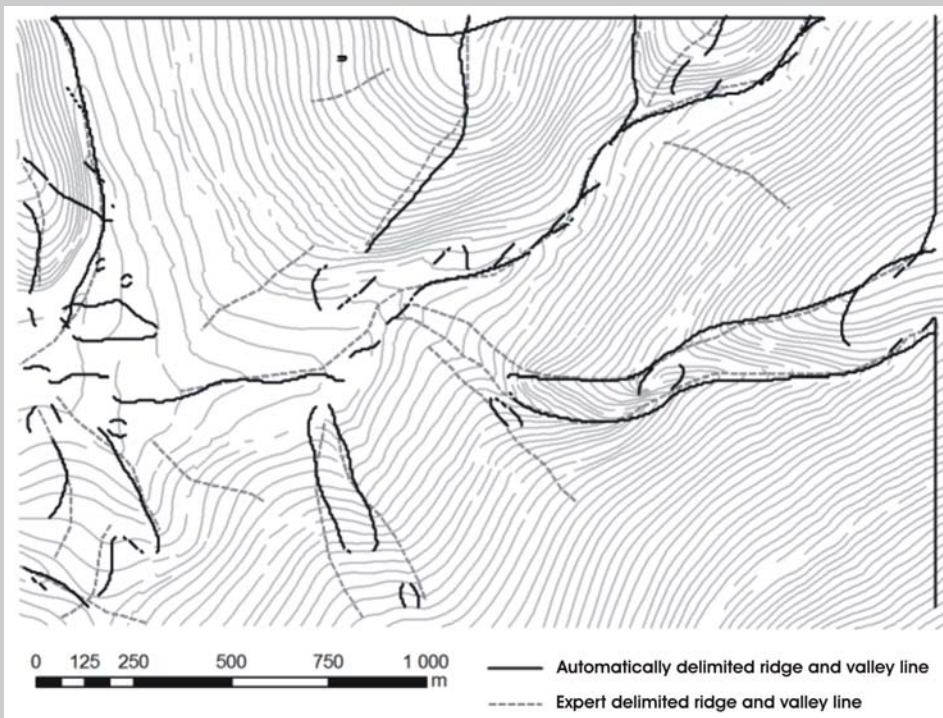 0 125 250 500 750 1 000
m
Automatically delimited ridge and valley line
Expert delimited ridge and valley line